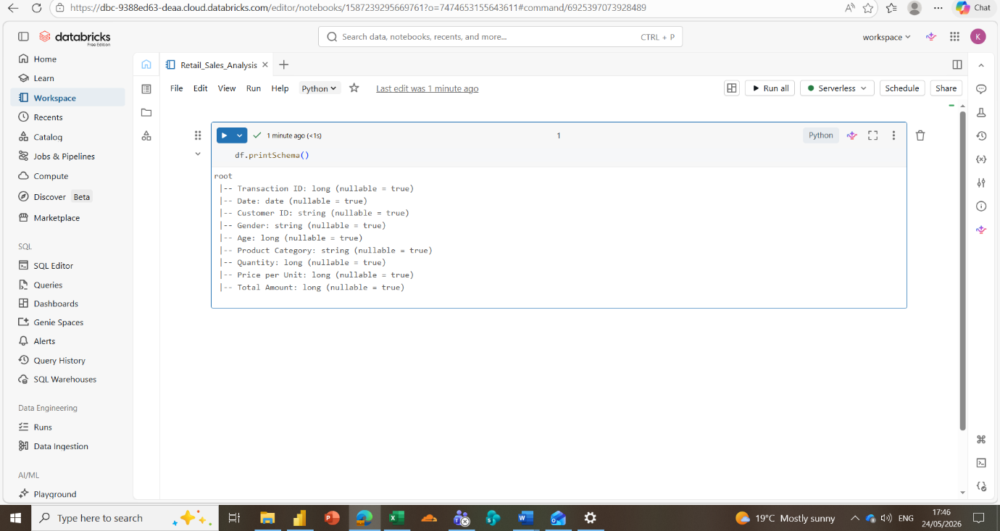 https://dbc-9388ed63-deaa.cloud.databricks.com/editor/notebooks/1587239295669761?o=7474653155643611#command/6925397073928489
Chat
databricks
Free Edition
Search data, notebooks, recents, and more...
CTRL + P
workspace
K
Home
Learn
Workspace
Recents
Catalog
Jobs & Pipelines
Compute
Discover Beta
Marketplace
SQL
SQL Editor
Queries
Dashboards
Genie Spaces
Alerts
Query History
SQL Warehouses
Data Engineering
Runs
Data Ingestion
AI/ML
Playground
Retail_Sales_Analysis
File Edit View Run Help Python Last edit was 1 minute ago
Run all Serverless Schedule Share
1 minute ago (<1s)
1
Python
df.printSchema()
root
|-- Transaction ID: long (nullable = true)
|-- Date: date (nullable = true)
|-- Customer ID: string (nullable = true)
|-- Gender: string (nullable = true)
|-- Age: long (nullable = true)
|-- Product Category: string (nullable = true)
|-- Quantity: long (nullable = true)
|-- Price per Unit: long (nullable = true)
|-- Total Amount: long (nullable = true)
Type here to search
19°C Mostly sunny
ENG
17:46
24/05/2026